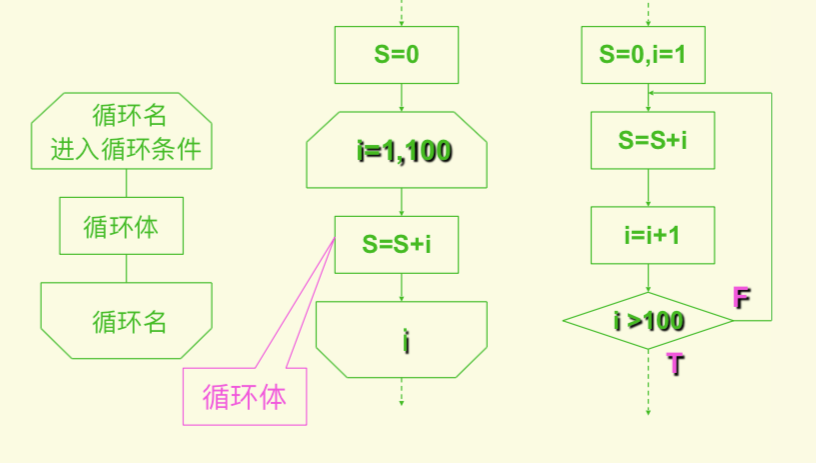 循环名
进入循环条件
循环体
循环名
S=0
i=1,100
S=S+i
i
循环体
S=0,i=1
S=S+i
i=i+1
i >100
F
T